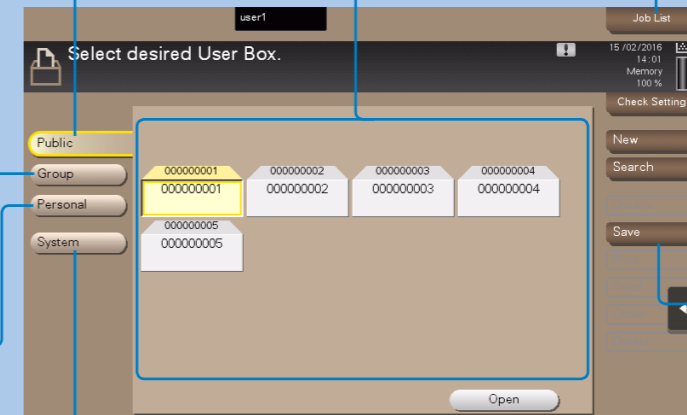 user1
Job List
Select desired User Box.
15 /02/2016
14:01
Memory
100 %
Check Setting
Public
New
Group
Search
000000001
000000002
000000003
000000004
000000001
000000002
000000003
000000004
Personal
System
Save
000000005
000000005
Open